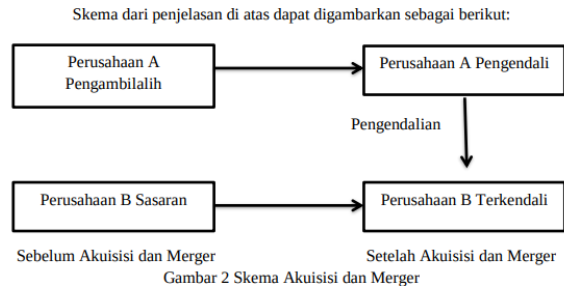 Skema dari penjelasan di atas dapat digambarkan sebagai berikut:
Perusahaan A
Pengambilalih
Perusahaan A Pengendali
Pengendalian
Perusahaan B Sasaran
Perusahaan B Terkendali
Sebelum Akuisisi dan Merger
Setelah Akuisisi dan Merger
Gambar 2 Skema Akuisisi dan Merger